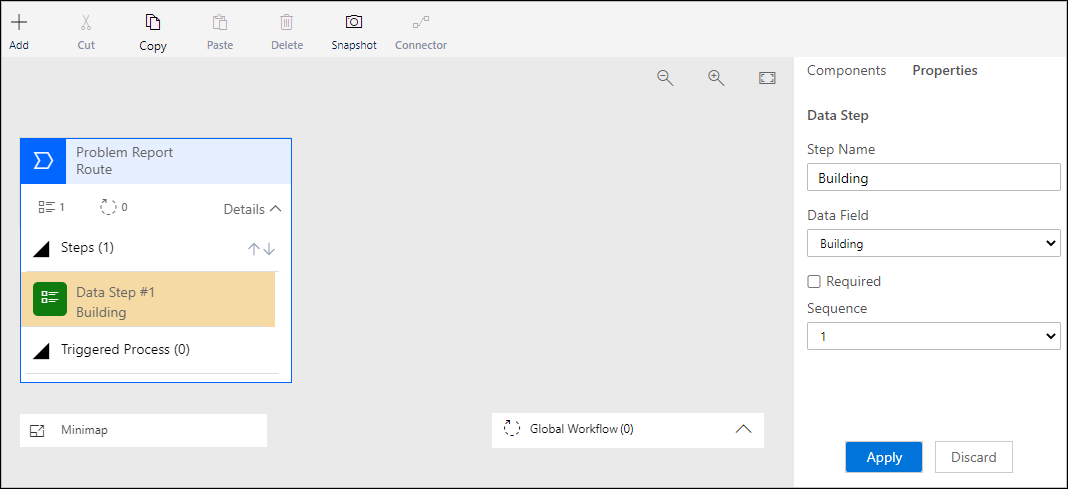 Add
Cut
Copy
Paste
Delete
Snapshot
Connector
Components
Properties
Problem Report
Route
1
0
Details
Steps (1)
Data Step #1
Building
Triggered Process (0)
Minimap
Global Workflow (0)
Data Step
Step Name
Building
Data Field
Building
Required
Sequence
1
Apply
Discard